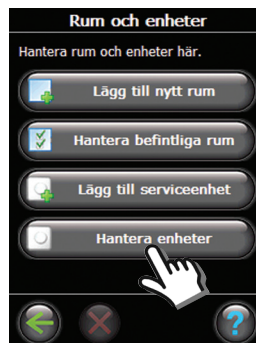 Rum och enheter
Hantera rum och enheter här.
Lägg till nytt rum
Hantera befintliga rum
Lägg till serviceenhet
Hantera enheter
?